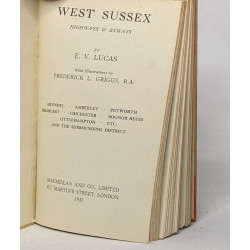 WEST SUSSEX
HIGHWAYS & BYWAYS
BY
E. V. LUCAS
with illustrations by
FREDERICK L. GRIGGS, R.A.
ARUNDEL · AMBERLEY · PETWORTH
MIDHURST · CHICHESTER · BOGNOR REGIS
LITTLEHAMPTON · ETC.
AND THE SURROUNDING DISTRICT
MACMILLAN AND CO., LIMITED
ST. MARTIN'S STREET, LONDON
1937